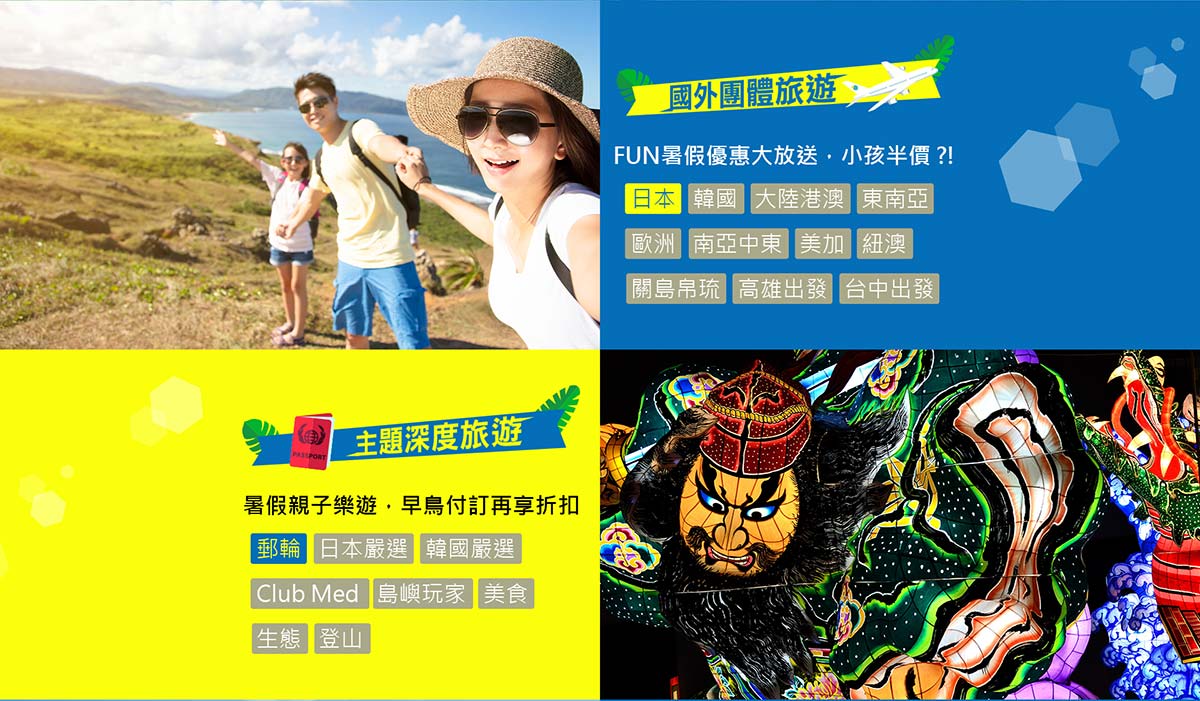 國外團體旅遊
FUN暑假優惠大放送，小孩半價?!
日本 韓國 大陸港澳 東南亞
歐洲 南亞中東 美加 紐澳
關島帛琉 高雄出發 台中出發
PASSPORT
主題深度旅遊
暑假親子樂遊，早鳥付訂再享折扣
郵輪 日本嚴選 韓國嚴選
Club Med 島嶼玩家 美食
生態 登山